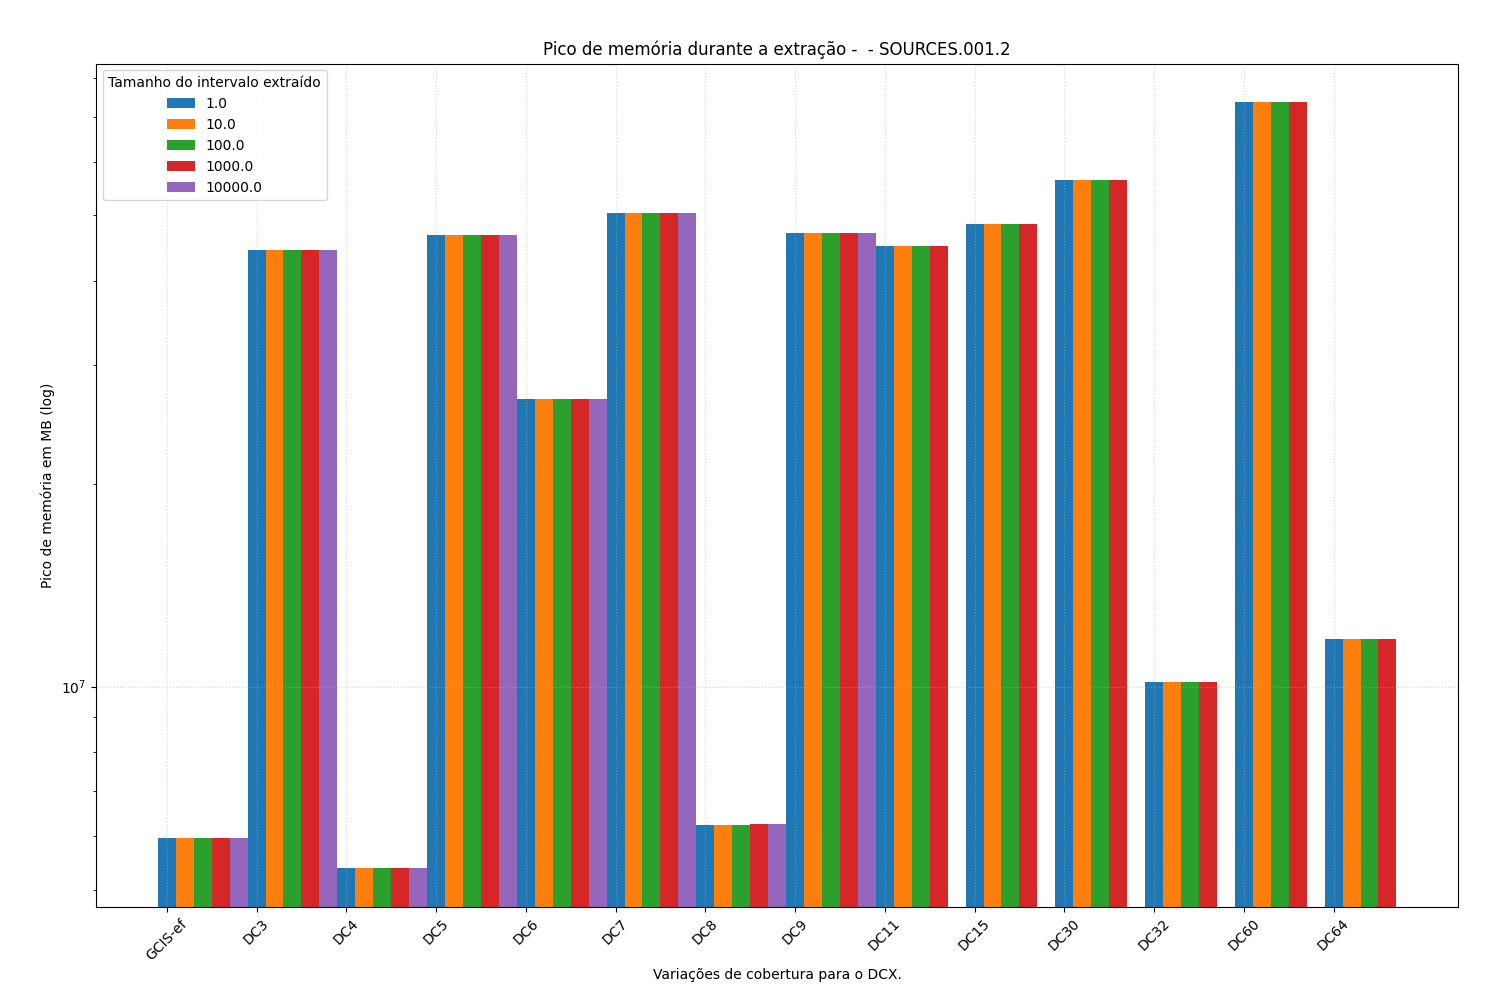 Pico de memória durante a extração -  - SOURCES.001.2
Tamanho do intervalo extraído
1.0
10.0
100.0
1000.0
10000.0
Pico de memória em MB (log)
10⁷
GCIS-ef
DC3
DC4
DC5
DC6
DC7
DC8
DC9
DC11
DC15
DC30
DC32
DC60
DC64
Variações de cobertura para o DCX.